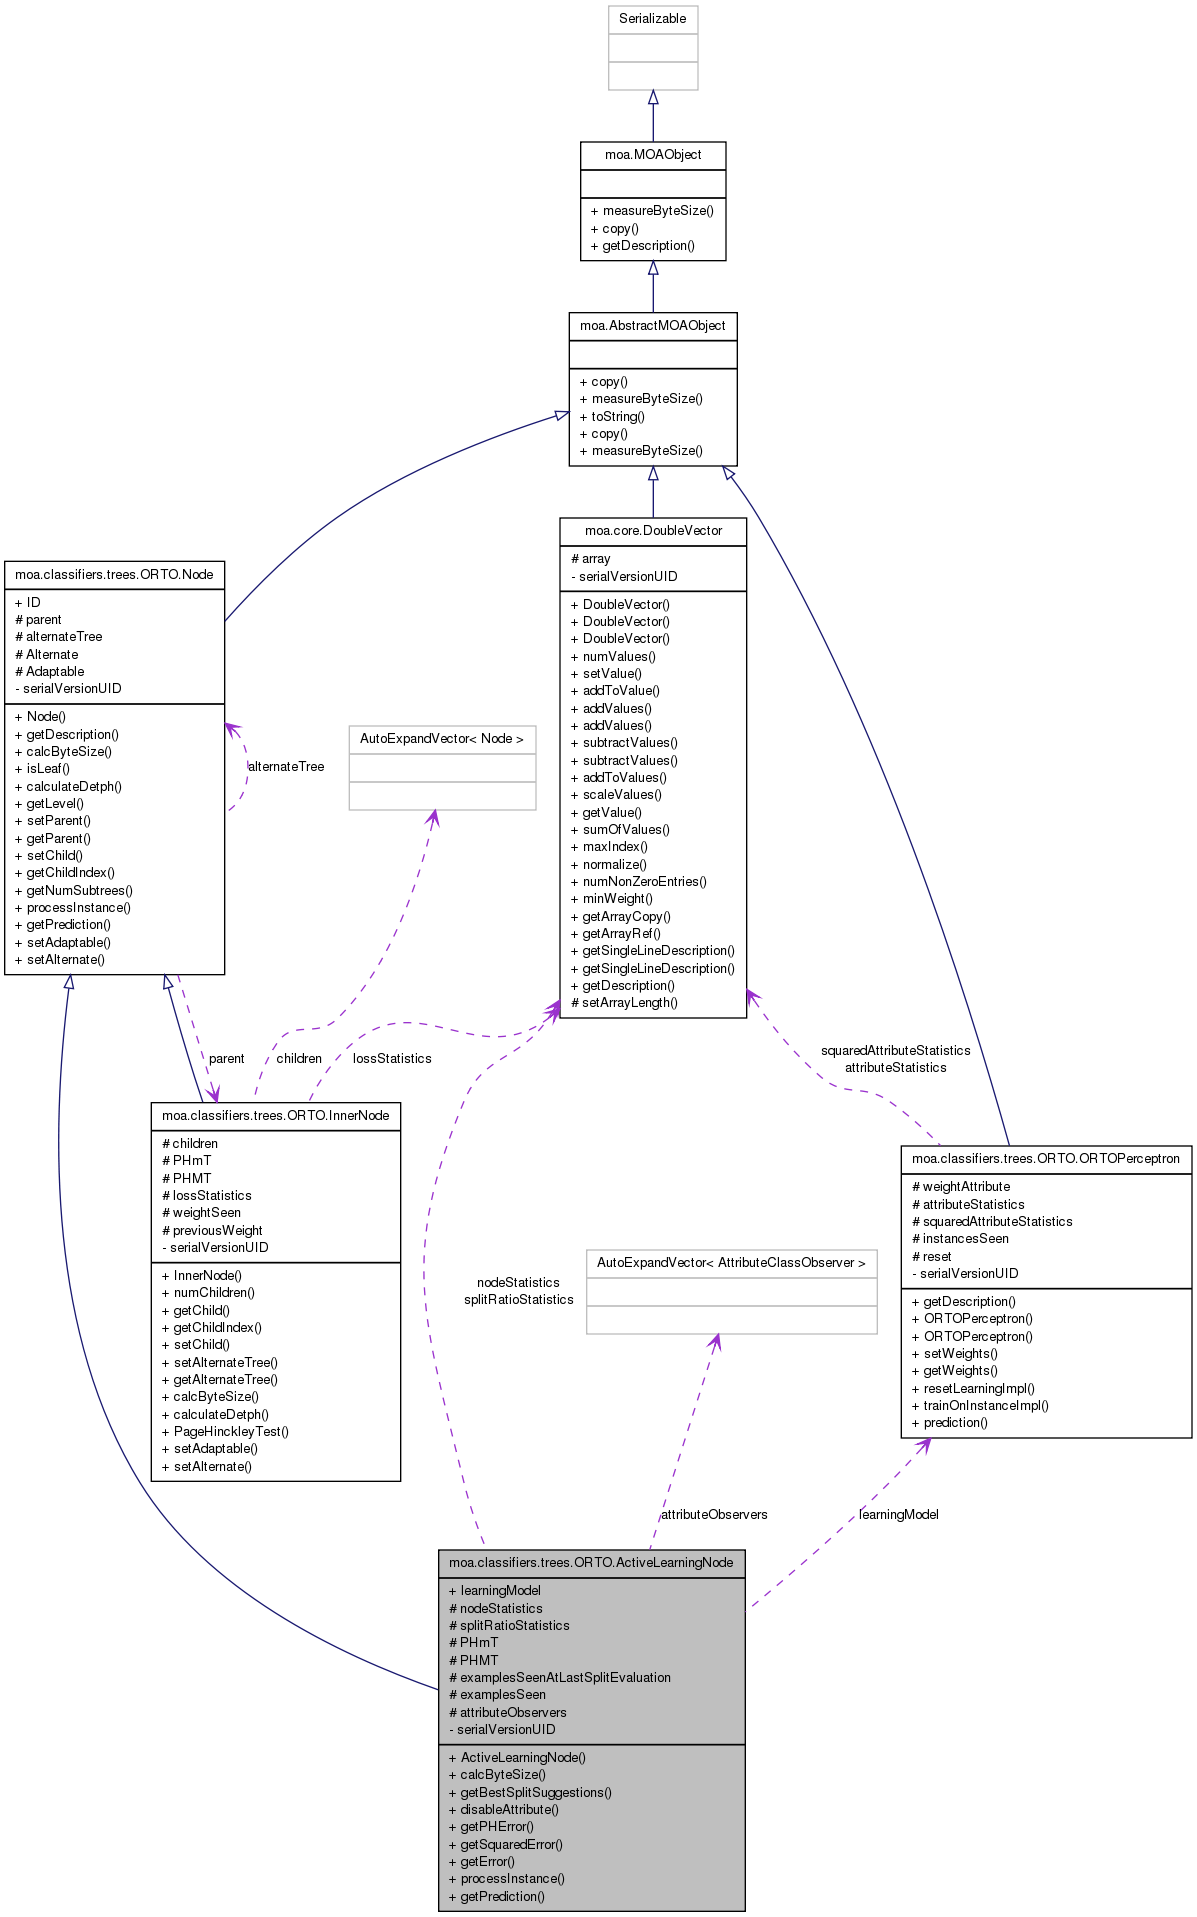 Serializable
moa.MOAObject
+ measureByteSize()
+ copy()
+ getDescription()
moa.AbstractMOAObject
+ copy()
+ measureByteSize()
+ toString()
+ copy()
+ measureByteSize()
moa.core.DoubleVector
# array
- serialVersionUID
+ DoubleVector()
+ DoubleVector()
+ DoubleVector()
+ numValues()
+ setValue()
+ addToValue()
+ addValues()
+ addValues()
+ subtractValues()
+ subtractValues()
+ addToValues()
+ scaleValues()
+ getValue()
+ sumOfValues()
+ maxIndex()
+ normalize()
+ numNonZeroEntries()
+ minWeight()
+ getArrayCopy()
+ getArrayRef()
+ getSingleLineDescription()
+ getSingleLineDescription()
+ getDescription()
# setArrayLength()
moa.classifiers.trees.ORTO.Node
+ ID
# parent
# alternateTree
# Alternate
# Adaptable
- serialVersionUID
+ Node()
+ getDescription()
+ calcByteSize()
+ isLeaf()
+ calculateDetph()
+ getLevel()
+ setParent()
+ getParent()
+ setChild()
+ getChildIndex()
+ getNumSubtrees()
+ processInstance()
+ getPrediction()
+ setAdaptable()
+ setAlternate()
alternateTree
AutoExpandVector< Node >
parent
children
lossStatistics
squaredAttributeStatistics
attributeStatistics
moa.classifiers.trees.ORTO.InnerNode
# children
# PHmT
# PHMT
# lossStatistics
# weightSeen
# previousWeight
- serialVersionUID
+ InnerNode()
+ numChildren()
+ getChild()
+ getChildIndex()
+ setChild()
+ setAlternateTree()
+ getAlternateTree()
+ calcByteSize()
+ calculateDetph()
+ PageHinckleyTest()
+ setAdaptable()
+ setAlternate()
moa.classifiers.trees.ORTO.ORTOPerceptron
# weightAttribute
# attributeStatistics
# squaredAttributeStatistics
# instancesSeen
# reset
- serialVersionUID
+ getDescription()
+ ORTOPerceptron()
+ ORTOPerceptron()
+ setWeights()
+ getWeights()
+ resetLearningImpl()
+ trainOnInstanceImpl()
+ prediction()
nodeStatistics
splitRatioStatistics
AutoExpandVector< AttributeClassObserver >
attributeObservers
learningModel
moa.classifiers.trees.ORTO.ActiveLearningNode
+ learningModel
# nodeStatistics
# splitRatioStatistics
# PHmT
# PHMT
# examplesSeenAtLastSplitEvaluation
# examplesSeen
# attributeObservers
- serialVersionUID
+ ActiveLearningNode()
+ calcByteSize()
+ getBestSplitSuggestions()
+ disableAttribute()
+ getPHError()
+ getSquaredError()
+ getError()
+ processInstance()
+ getPrediction()